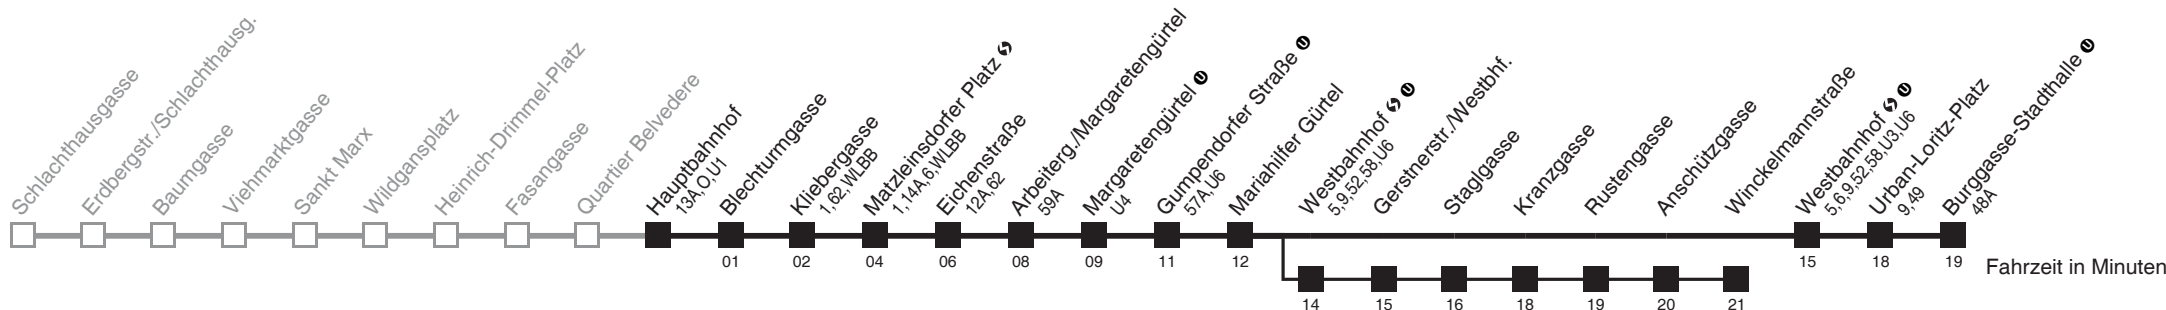 Schlachthausgasse
Erdbergstr./Schlachthausg.
Baumgasse
Viehmarktgasse
Sankt Marx
Wildgansplatz
Heinrich-Drimmel-Platz
Fasangasse
Quartier Belvedere
Hauptbahnhof
13A,O,U1
Blechturmgasse
Kliebergasse
1,62,WLBB
Matzleinsdorfer Platz
1,14A,6,WLBB
Eichenstraße
12A,62
Arbeiterg./Margaretengürtel
59A
Margaretengürtel U
U4
Gumpendorfer Straße U
57A,U6
Mariahilfer Gürtel
Westbahnhof U
5,9,52,58,U6
Gerstnerstr./Westbhf.
Staglgasse
Kranzgasse
Rustengasse
Anschützgasse
Winckelmannstraße
Westbahnhof U
5,6,9,52,58,U3,U6
Urban-Loritz-Platz
9,49
Burggasse-Stadthalle U
48A
01 02 04 06 08 09 11 12 15 18 19
Fahrzeit in Minuten
14 15 16 18 19 20 21